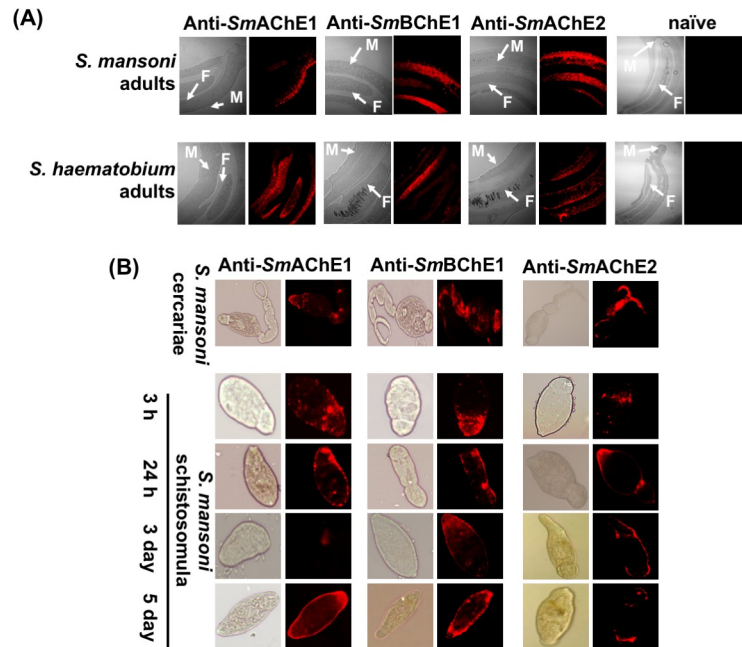 (A)
Anti-SmAChE1 Anti-SmBChE1 Anti-SmAChE2 naïve
S. mansoni
adults
F M M F M F M F
S. haematobium
adults
M F M F M F M F
(B)
Anti-SmAChE1 Anti-SmBChE1 Anti-SmAChE2
S. mansoni
cercariae
S. mansoni
schistosomula
3 h
24 h
3 day
5 day